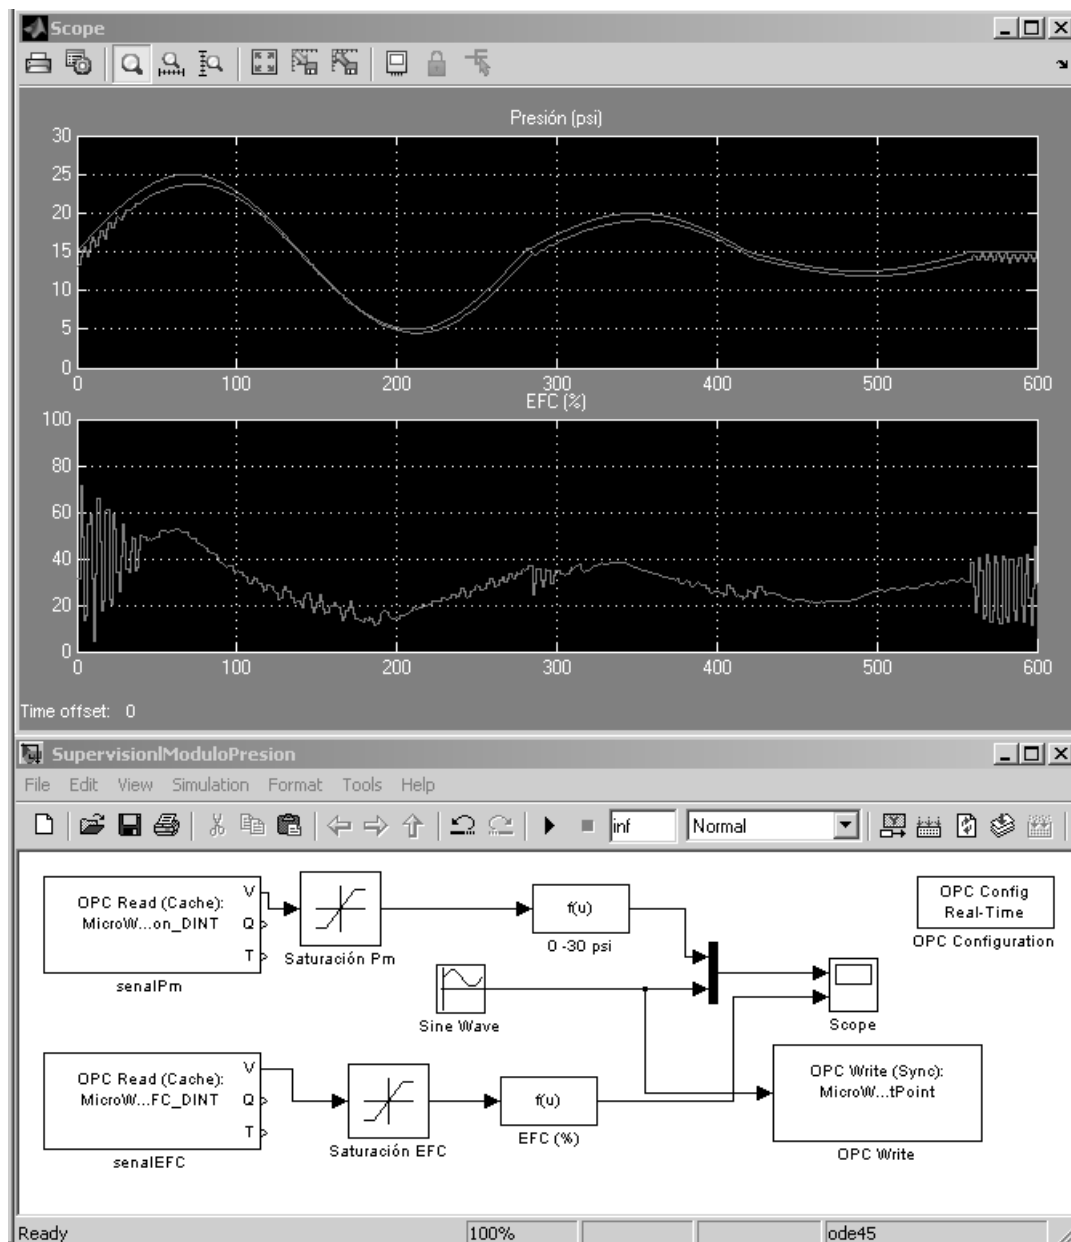 Scope
Presión (psi)
30
25
20
15
10
5
0
0 100 200 300 400 500 600
EFC (%)
100
80
60
40
20
0
0 100 200 300 400 500 600
Time offset: 0
SupervisionlModuloPresion
File Edit View Simulation Format Tools Help
inf Normal
OPC Read (Cache):
MicroW...on_DINT
V
Q
T
senalPm
Saturación Pm
f(u)
0 -30 psi
OPC Config
Real-Time
OPC Configuration
Sine Wave
Scope
OPC Read (Cache):
MicroW...FC_DINT
V
Q
T
senalEFC
Saturación EFC
f(u)
EFC (%)
OPC Write (Sync):
MicroW...tPoint
OPC Write
Ready 100% ode45